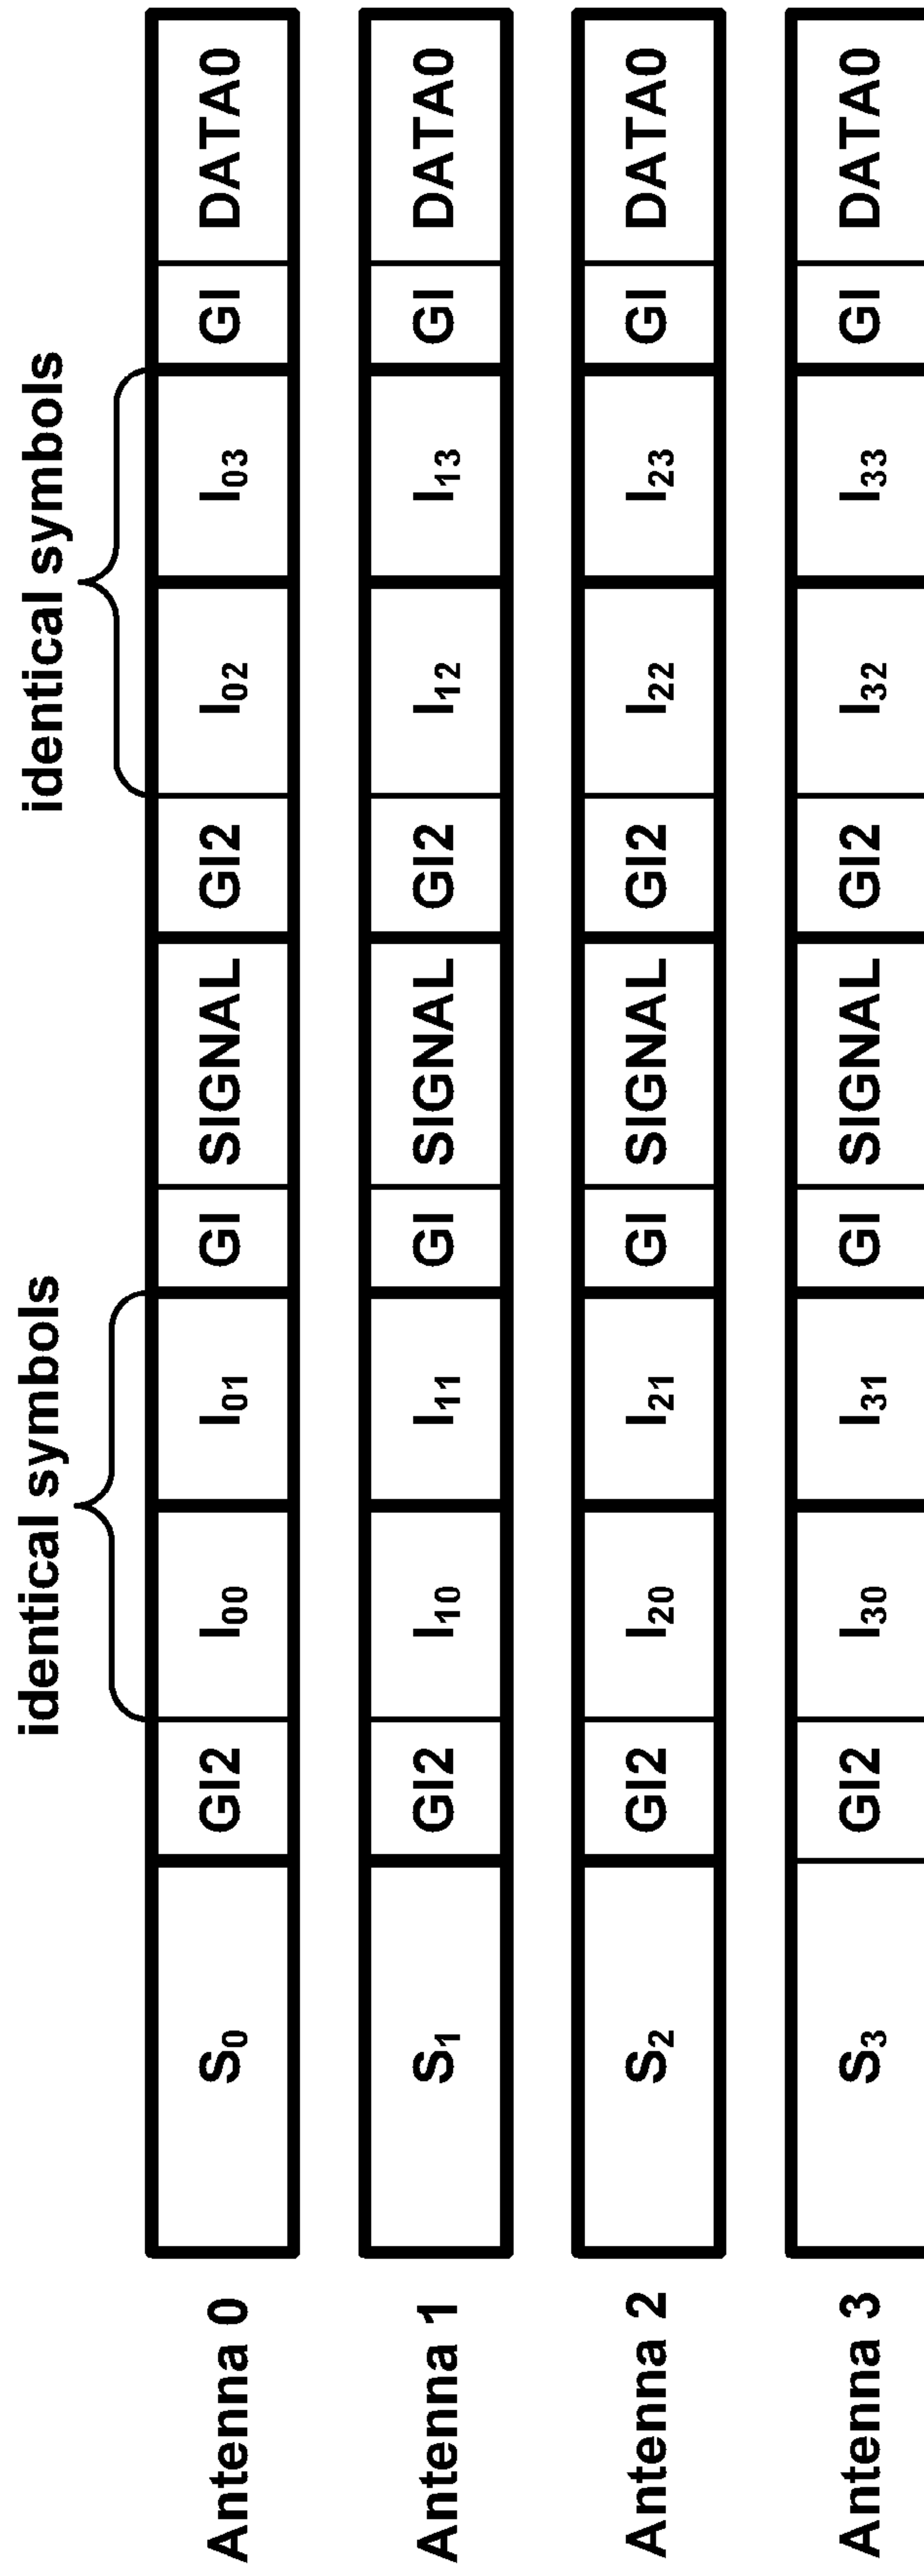 identical symbols identical symbols
Antenna 0 S₀ GI2 I₀₀ I₀₁ GI SIGNAL GI2 I₀₂ I₀₃ GI DATA0
Antenna 1 S₁ GI2 I₁₀ I₁₁ GI SIGNAL GI2 I₁₂ I₁₃ GI DATA0
Antenna 2 S₂ GI2 I₂₀ I₂₁ GI SIGNAL GI2 I₂₂ I₂₃ GI DATA0
Antenna 3 S₃ GI2 I₃₀ I₃₁ GI SIGNAL GI2 I₃₂ I₃₃ GI DATA0